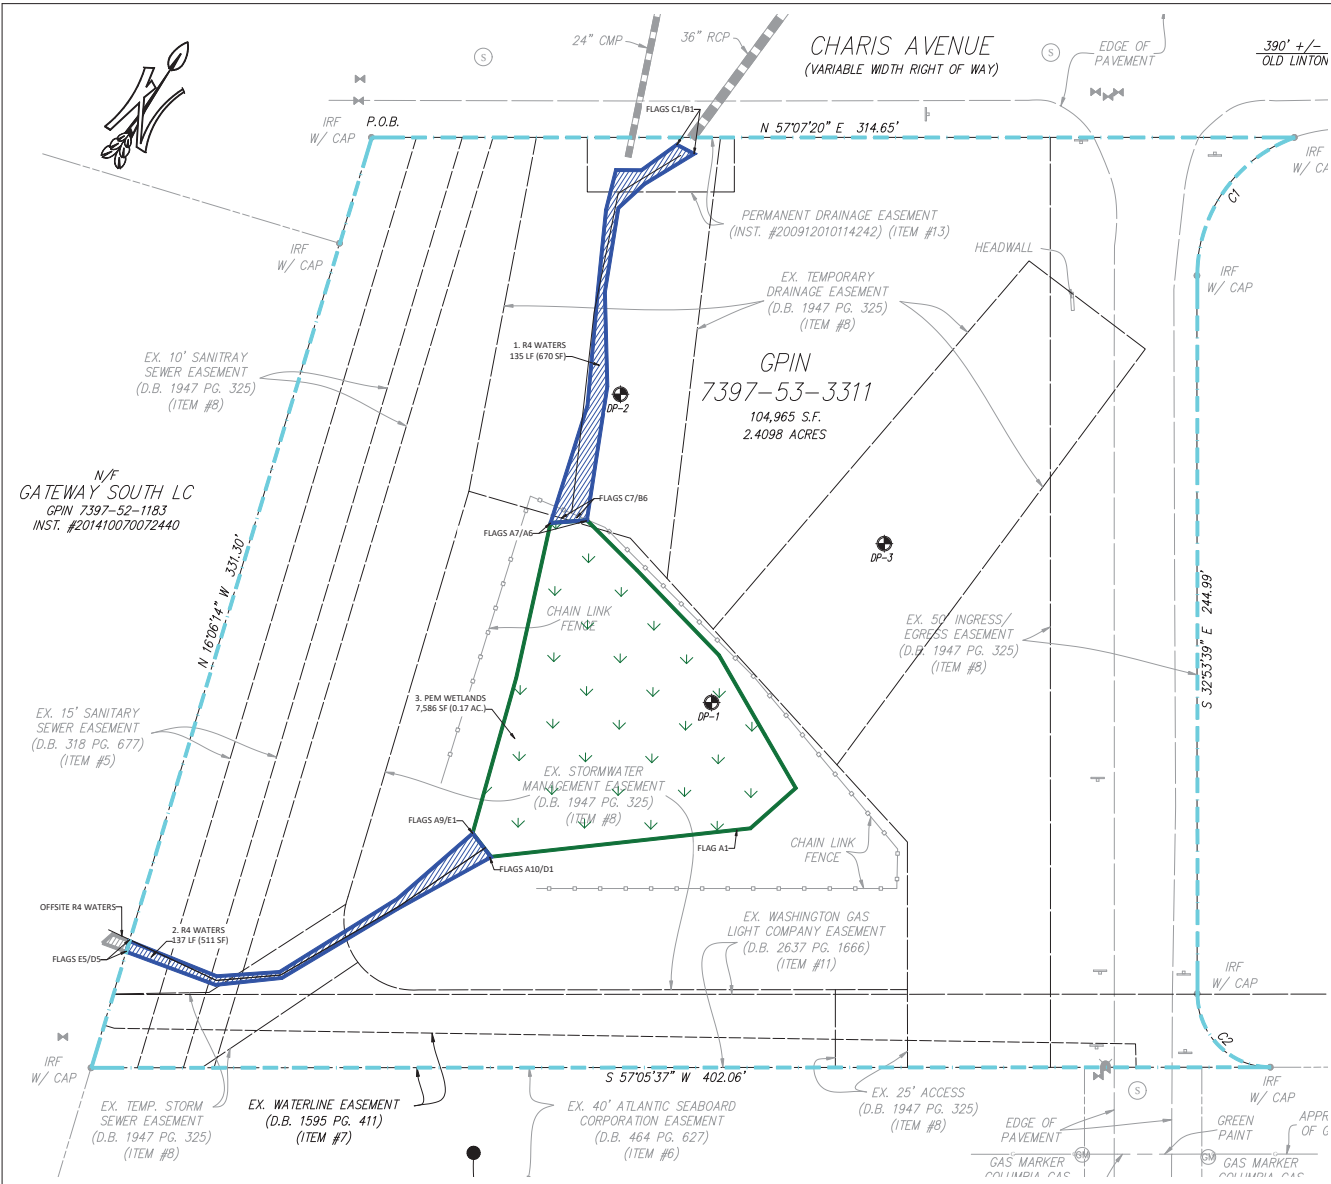 24" CMP
36" RCP
CHARIS AVENUE
(VARIABLE WIDTH RIGHT OF WAY)
S
S
EDGE OF
PAVEMENT
390' +/-
OLD LINTON
FLAGS C1/B1
IRF
W/ CAP
P.O.B.
N 57°07'20" E 314.65'
IRF
W/ CA
C1
PERMANENT DRAINAGE EASEMENT
(INST. #200912010114242) (ITEM #13)
HEADWALL
IRF
W/ CAP
IRF
W/ CAP
EX. TEMPORARY
DRAINAGE EASEMENT
(D.B. 1947 PG. 325)
(ITEM #8)
1. R4 WATERS
135 LF (670 SF)
EX. 10' SANITRAY
SEWER EASEMENT
(D.B. 1947 PG. 325)
(ITEM #8)
GPIN
7397-53-3311
104,965 S.F.
2.4098 ACRES
DP-2
N/F
GATEWAY SOUTH LC
GPIN 7397-52-1183
INST. #201410070072440
FLAGS C7/B6
FLAGS A7/A6
DP-3
N 16°06'14" W 331.30'
CHAIN LINK
FENCE
EX. 50' INGRESS/
EGRESS EASEMENT
(D.B. 1947 PG. 325)
(ITEM #8)
S 32°53'39" E 244.99'
3. PEM WETLANDS
7,586 SF (0.17 AC.)
DP-1
EX. 15' SANITARY
SEWER EASEMENT
(D.B. 318 PG. 677)
(ITEM #5)
EX. STORMWATER
MANAGEMENT EASEMENT
(D.B. 1947 PG. 325)
(ITEM #8)
FLAGS A9/E1
FLAG A1
CHAIN LINK
FENCE
FLAGS A10/D1
OFFSITE R4 WATERS
2. R4 WATERS
137 LF (511 SF)
FLAGS E5/D5
EX. WASHINGTON GAS
LIGHT COMPANY EASEMENT
(D.B. 2637 PG. 1666)
(ITEM #11)
IRF
W/ CAP
C2
IRF
W/ CAP
S 57°05'37" W 402.06'
IRF
W/ CAP
EX. TEMP. STORM
SEWER EASEMENT
(D.B. 1947 PG. 325)
(ITEM #8)
EX. WATERLINE EASEMENT
(D.B. 1595 PG. 411)
(ITEM #7)
EX. 40' ATLANTIC SEABOARD
CORPORATION EASEMENT
(D.B. 464 PG. 627)
(ITEM #6)
EX. 25' ACCESS
(D.B. 1947 PG. 325)
(ITEM #8)
S
EDGE OF
PAVEMENT
GREEN
PAINT
APPR
OF G
GM
GM
GAS MARKER
COLUMBIA GAS
GAS MARKER
COLUMBIA GAS